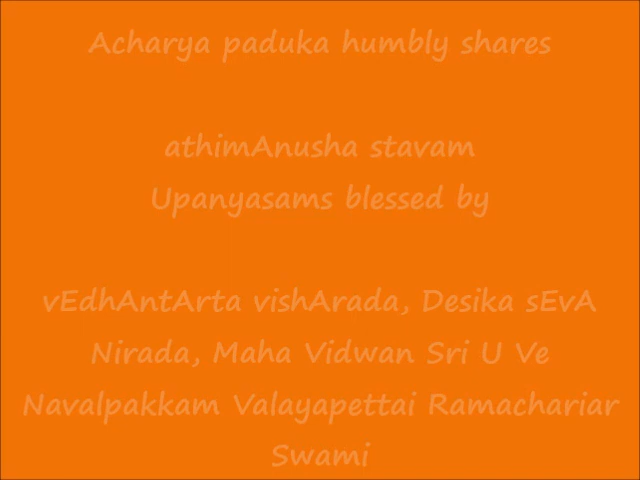 Acharya paduka humbly shares
athimAnusha stavam
Upanyasams blessed by
vEdhAntArta vishArada, Desika sEvA
Nirada, Maha Vidwan Sri U Ve
Navalpakkam Valayapettai Ramachariar
Swami